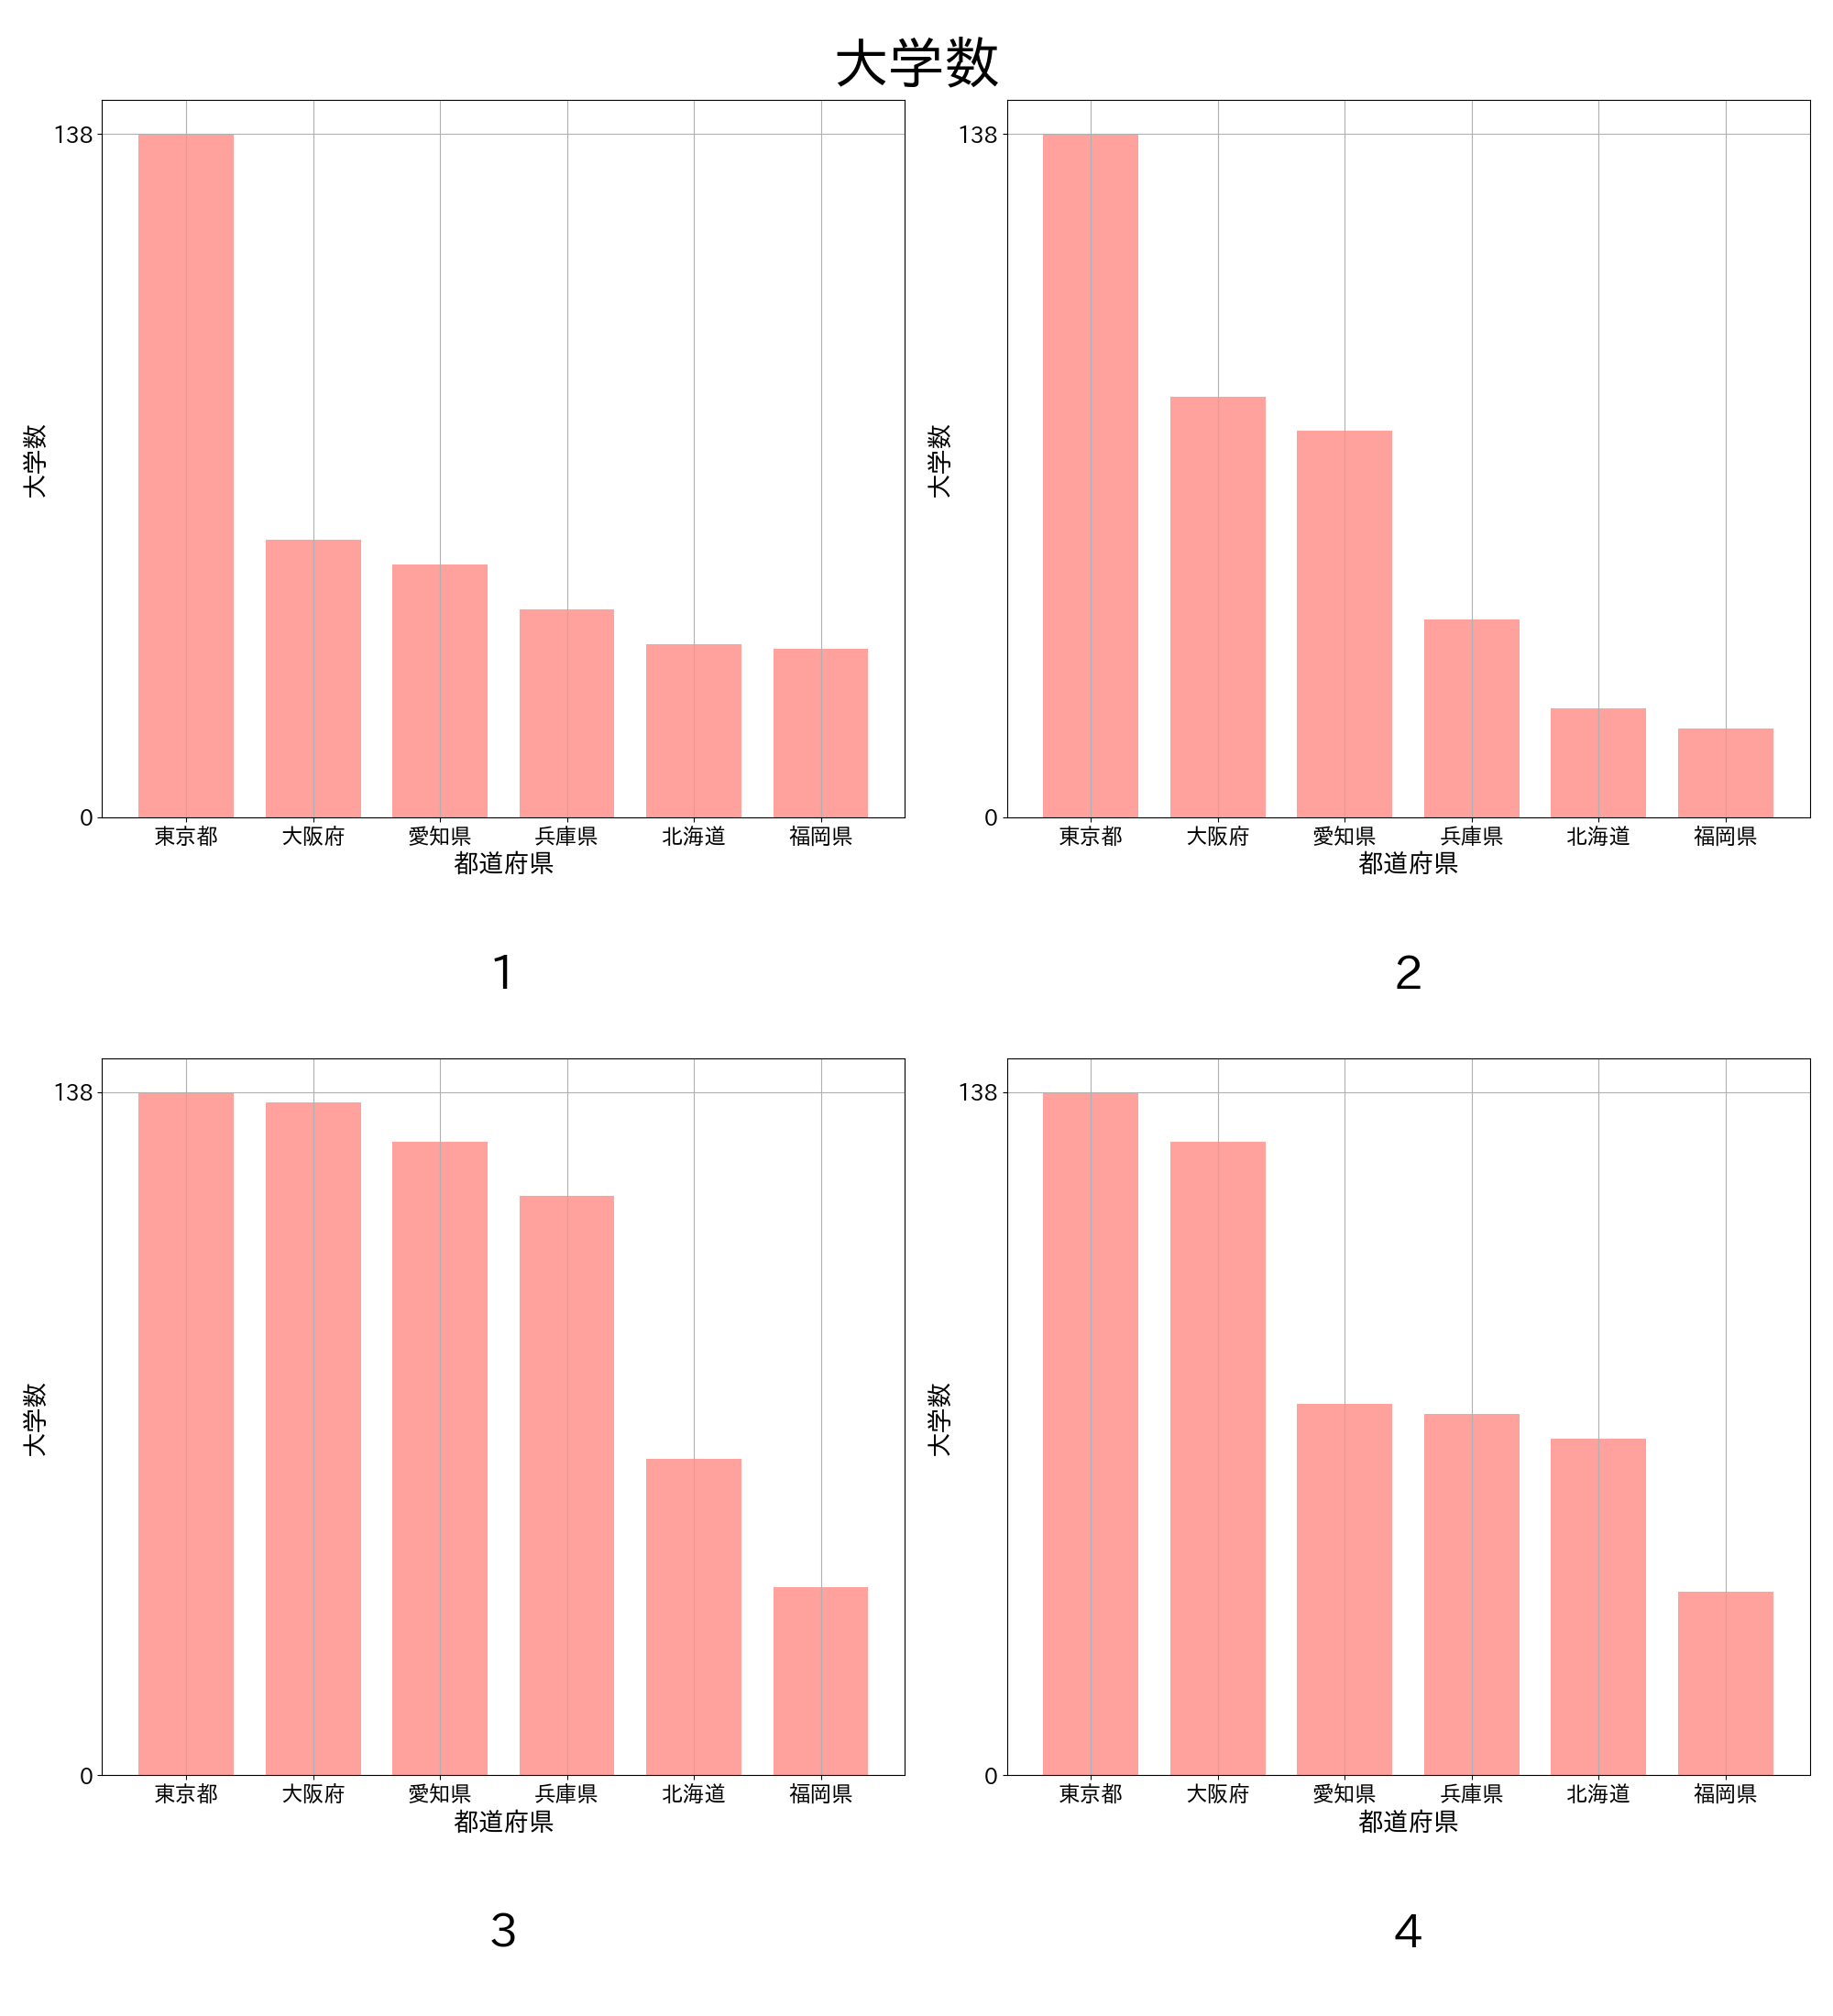 大学数
138
0
大学数
東京都 大阪府 愛知県 兵庫県 北海道 福岡県
都道府県
1
138
0
大学数
東京都 大阪府 愛知県 兵庫県 北海道 福岡県
都道府県
2
138
0
大学数
東京都 大阪府 愛知県 兵庫県 北海道 福岡県
都道府県
3
138
0
大学数
東京都 大阪府 愛知県 兵庫県 北海道 福岡県
都道府県
4